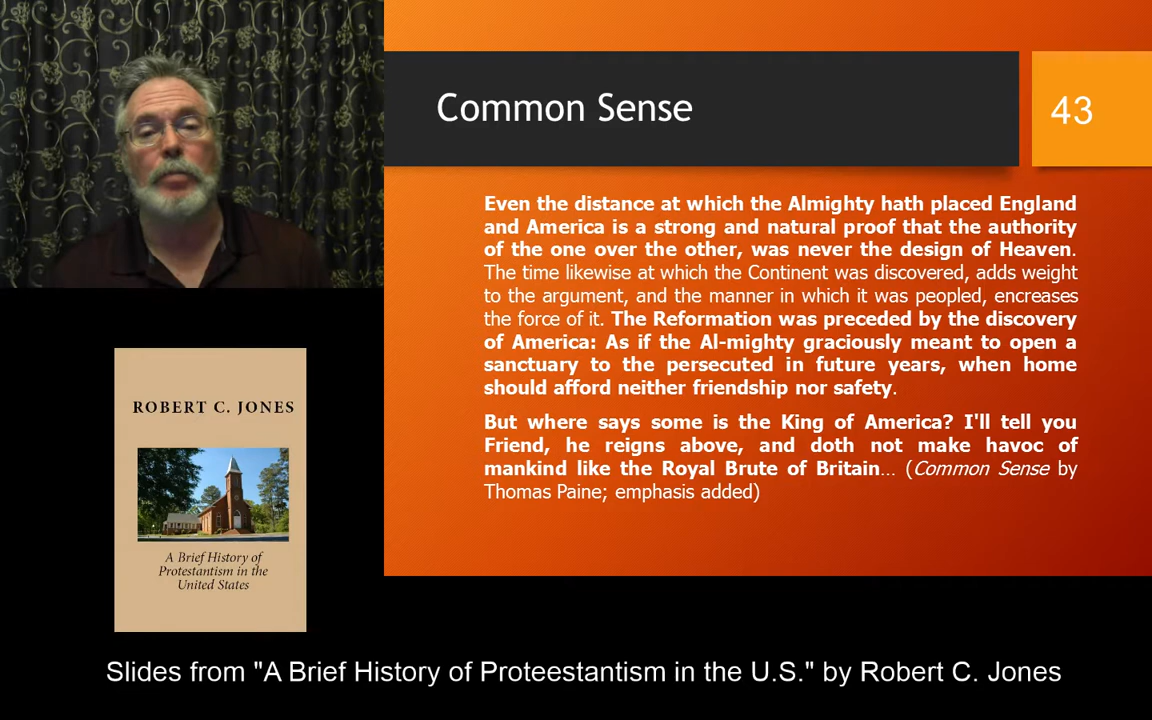 Common Sense
43
Even the distance at which the Almighty hath placed England
and America is a strong and natural proof that the authority
of the one over the other, was never the design of Heaven.
The time likewise at which the Continent was discovered, adds weight
to the argument, and the manner in which it was peopled, encreases
the force of it. The Reformation was preceded by the discovery
of America: As if the Al-mighty graciously meant to open a
sanctuary to the persecuted in future years, when home
should afford neither friendship nor safety.
But where says some is the King of America? I'll tell you
Friend, he reigns above, and doth not make havoc of
mankind like the Royal Brute of Britain… (Common Sense by
Thomas Paine; emphasis added)
ROBERT C. JONES
A Brief History of
Protestantism in the
United States
Slides from "A Brief History of Proteestantism in the U.S." by Robert C. Jones